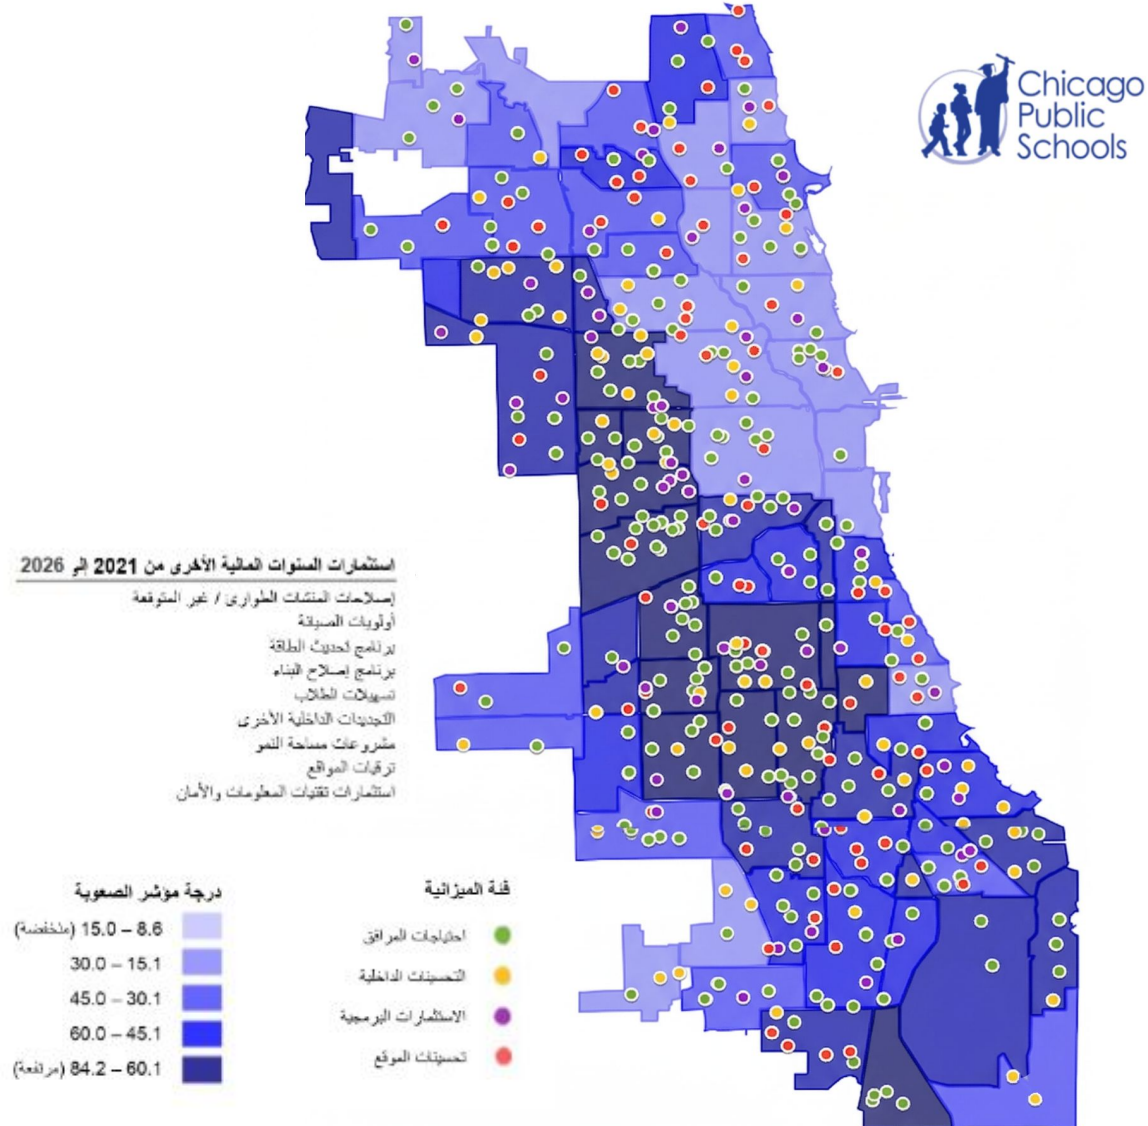 Chicago
Public
Schools
استثمارات السنوات المالية الأخرى من 2021 إلى 2026
إصلاحات المنشآت الطوارئ / غير المتوقعة
أولويات الصيانة
برنامج تحديث الطاقة
برنامج إصلاح البناء
تسهيلات الطلاب
التجديدات الداخلية الأخرى
مشروعات مساحة النمو
ترقيات المواقع
استثمارات تقنيات المعلومات والأمان
درجة مؤشر الصعوبة
8.6 – 15.0 (منخفضة)
15.1 – 30.0
30.1 – 45.0
45.1 – 60.0
60.1 – 84.2 (مرتفعة)
فئة الميزانية
احتياجات المرافق
التحسينات الداخلية
الاستثمارات البرمجية
تحسينات الموقع